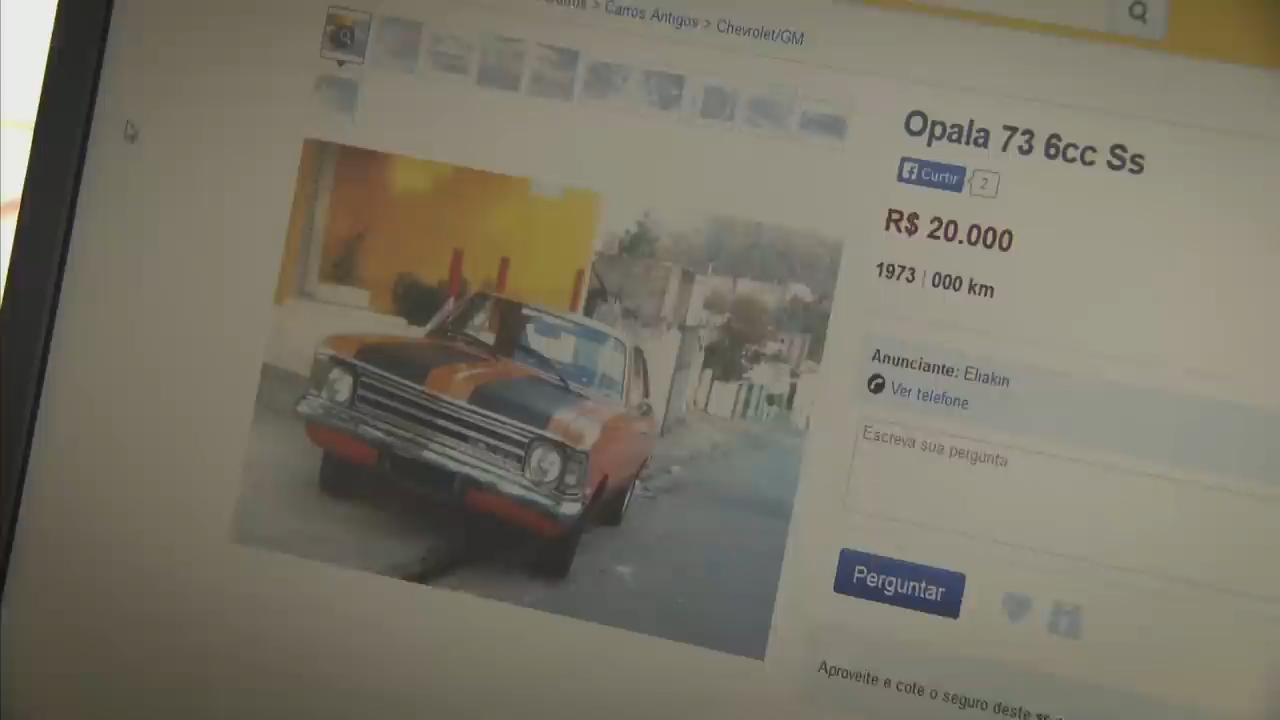 > Carros Antigos > Chevrolet/GM
Opala 73 6cc Ss
Curtir 2
R$ 20.000
1973 | 000 km
Anunciante: Eliakin
Ver telefone
Escreva sua pergunta
Perguntar
Aproveite e cote o seguro deste